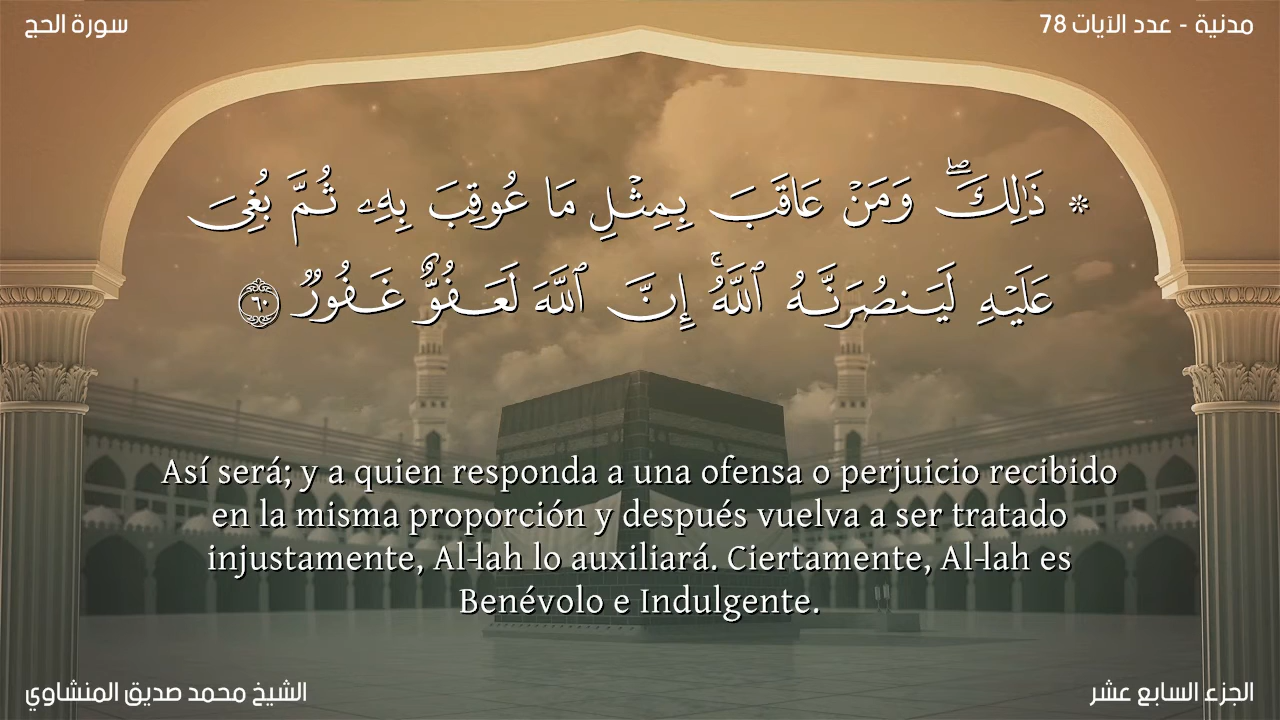 سورة الحج
مدنية - عدد الآيات 78
۞ ذَٰلِكَۖ وَمَنْ عَاقَبَ بِمِثْلِ مَا عُوقِبَ بِهِۦ ثُمَّ بُغِىَ
عَلَيْهِ لَيَنصُرَنَّهُ ٱللَّهُۚ إِنَّ ٱللَّهَ لَعَفُوٌّ غَفُورٌ ٦٠
Así será; y a quien responda a una ofensa o perjuicio recibido
en la misma proporción y después vuelva a ser tratado
injustamente, Al-lah lo auxiliará. Ciertamente, Al-lah es
Benévolo e Indulgente.
الشيخ محمد صديق المنشاوي
الجزء السابع عشر